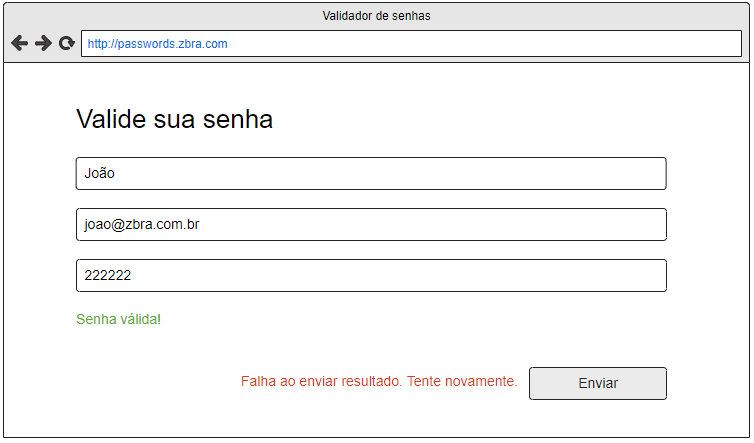 Validador de senhas
http://passwords.zbra.com
Valide sua senha
João
joao@zbra.com.br
222222
Senha válida!
Falha ao enviar resultado. Tente novamente.
Enviar